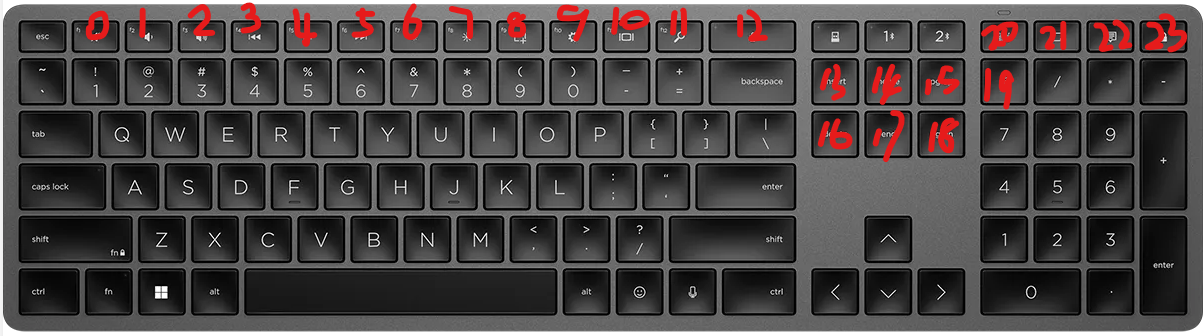 esc f1 0 f2 1 f3 2 f4 3 f5 4 f6 5 f7 6 f8 7 f9 8 f10 9 f11 10 f12 11 12 1 2 20 21 22 23
~ ` ! 1 @ 2 # 3 $ 4 % 5 ^ 6 & 7 * 8 ( 9 ) 0 _ - + = backspace 13 14 15 19 / * -
tab Q W E R T Y U I O P { [ } ] | \ 16 17 18 7 8 9 +
caps lock A S D F G H J K L : ; " ' enter 4 5 6
shift fn Z X C V B N M < , > . ? / shift 1 2 3 enter
ctrl fn alt alt ctrl 0 .